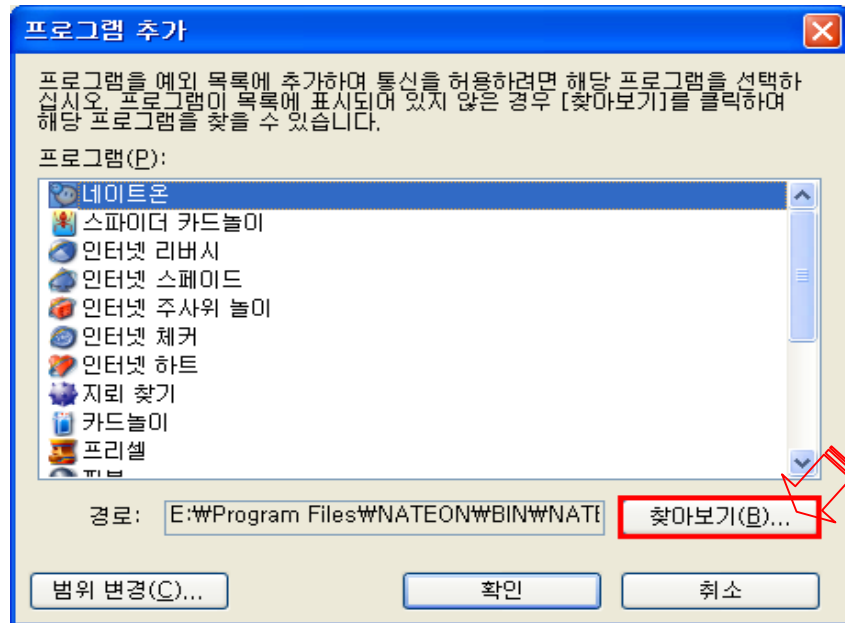 프로그램 추가
프로그램을 예외 목록에 추가하여 통신을 허용하려면 해당 프로그램을 선택하
십시오. 프로그램이 목록에 표시되어 있지 않은 경우 [찾아보기]를 클릭하여
해당 프로그램을 찾을 수 있습니다.
프로그램(P):
네이트온
스파이더 카드놀이
인터넷 리버시
인터넷 스페이드
인터넷 주사위 놀이
인터넷 체커
인터넷 하트
지뢰 찾기
카드놀이
프리셀
경로: E:₩Program Files₩NATEON₩BIN₩NATE 찾아보기(B)...
범위 변경(C)... 확인 취소